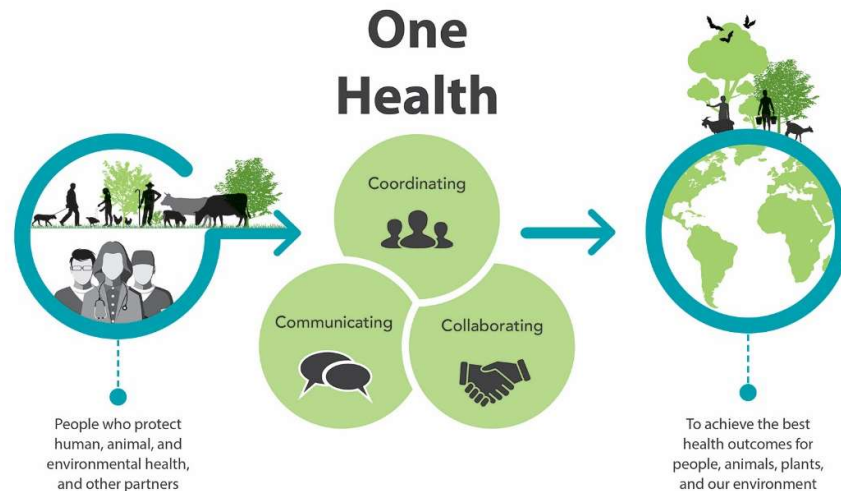 One
Health
Coordinating
Communicating
Collaborating
People who protect
human, animal, and
environmental health,
and other partners
To achieve the best
health outcomes for
people, animals, plants,
and our environment